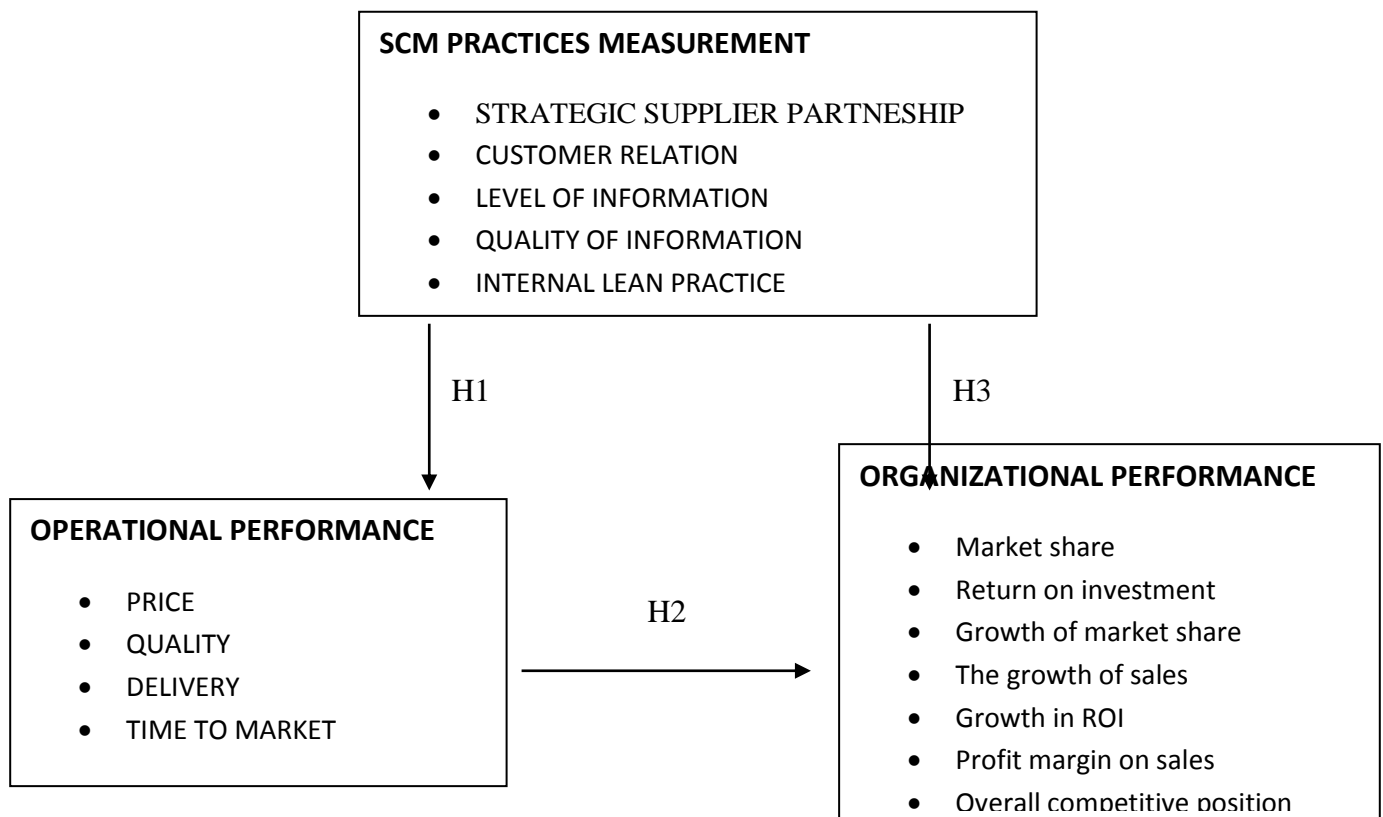 SCM PRACTICES MEASUREMENT
• STRATEGIC SUPPLIER PARTNESHIP
• CUSTOMER RELATION
• LEVEL OF INFORMATION
• QUALITY OF INFORMATION
• INTERNAL LEAN PRACTICE
H1
H3
OPERATIONAL PERFORMANCE
• PRICE
• QUALITY
• DELIVERY
• TIME TO MARKET
H2
ORGANIZATIONAL PERFORMANCE
• Market share
• Return on investment
• Growth of market share
• The growth of sales
• Growth in ROI
• Profit margin on sales
• Overall competitive position